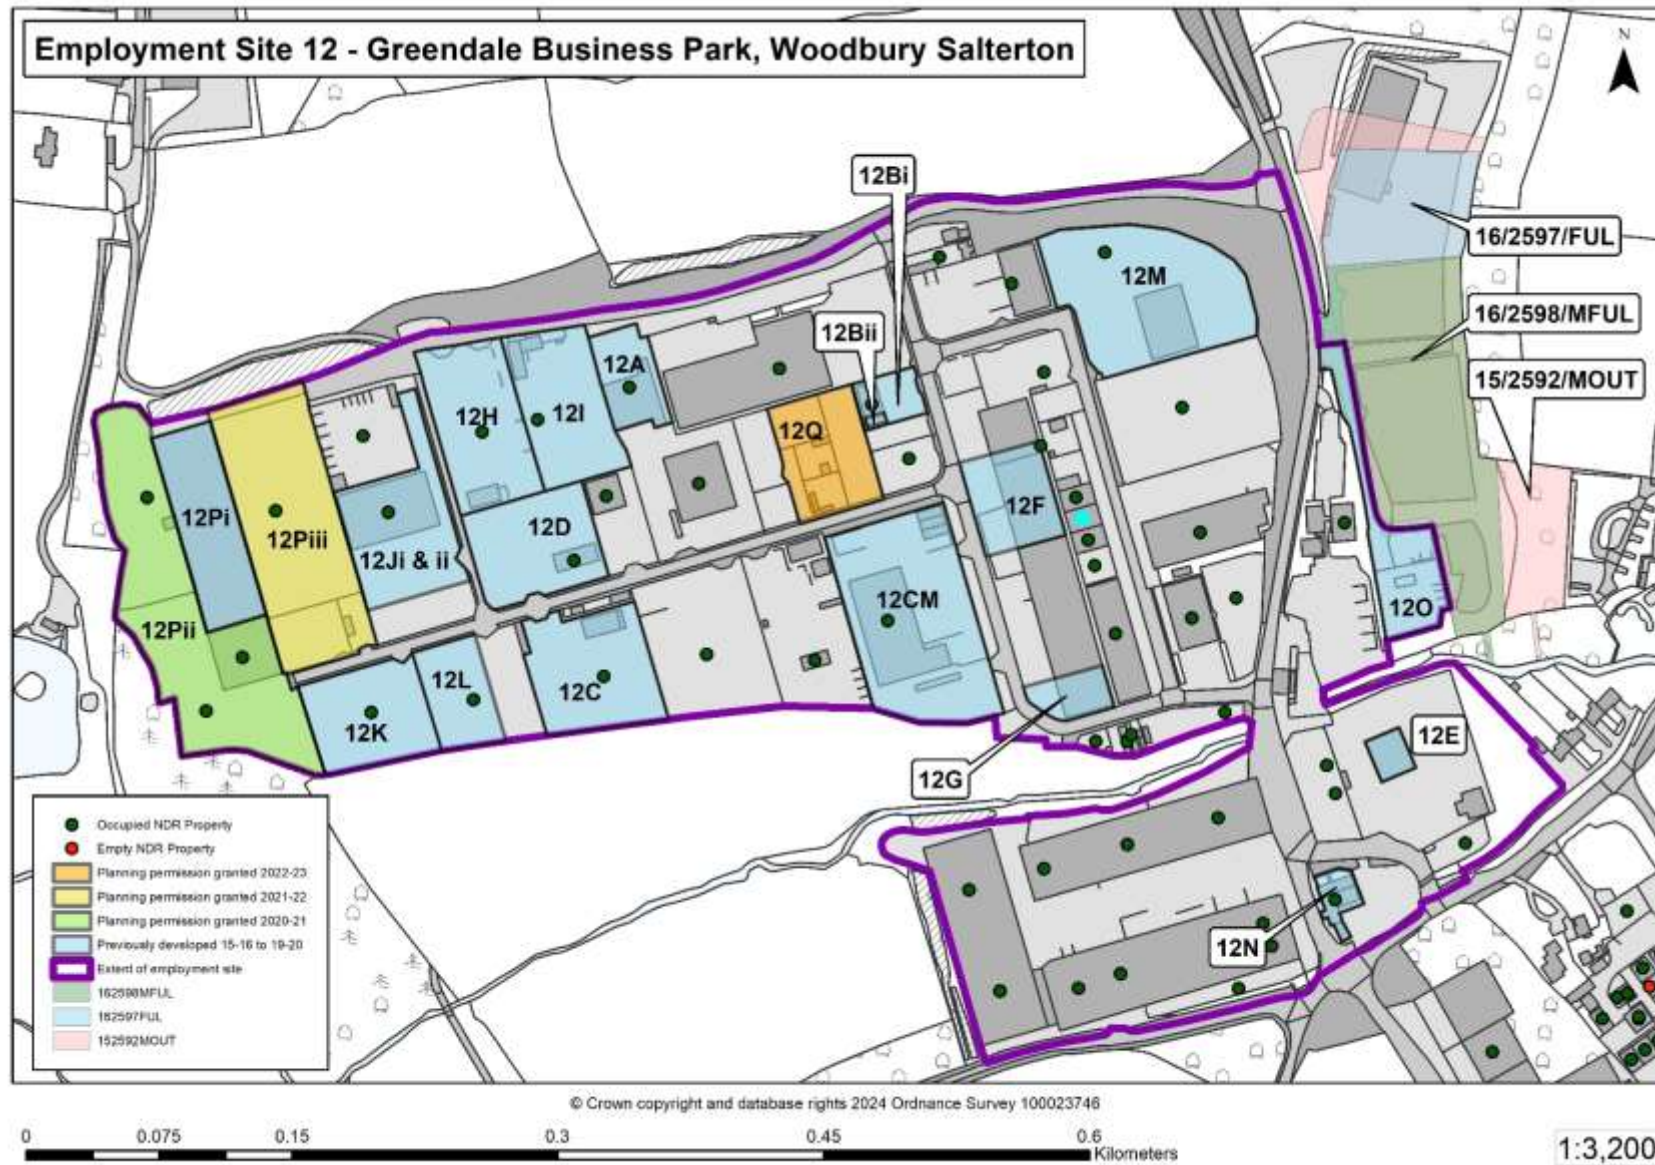 Employment Site 12 - Greendale Business Park, Woodbury Salterton
N
12Bi
16/2597/FUL
12M
16/2598/MFUL
12Bii
12A
15/2592/MOUT
12H
12I
12Q
12Pi
12F
12D
12Piii
12Ji & ii
12CM
12O
12Pii
12L
12C
12K
12E
12G
12N
Occupied NDR Property
Empty NDR Property
Planning permission granted 2022-23
Planning permission granted 2021-22
Planning permission granted 2020-21
Previously developed 15-16 to 19-20
Extent of employment site
162598MFUL
162597FUL
152592MOUT
© Crown copyright and database rights 2024 Ordnance Survey 100023746
0 0.075 0.15 0.3 0.45 0.6
Kilometers
1:3,200